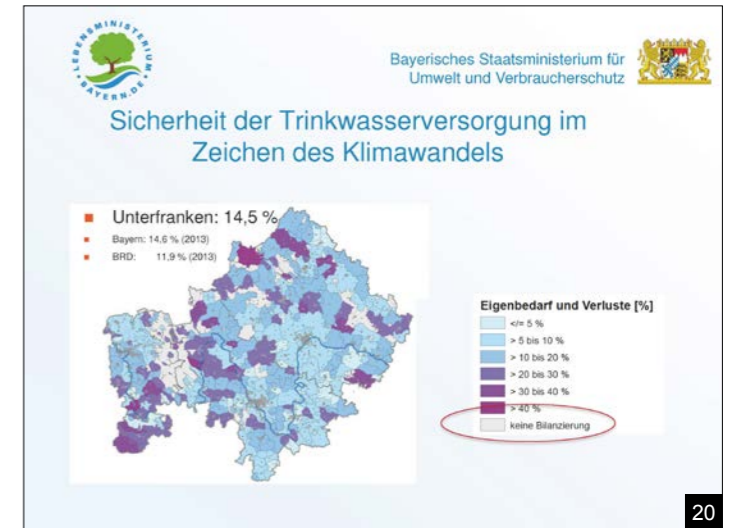 LEBENSMINISTERIUM
BAYERN.DE
Bayerisches Staatsministerium für
Umwelt und Verbraucherschutz
Sicherheit der Trinkwasserversorgung im
Zeichen des Klimawandels
Unterfranken: 14,5 %
Bayern: 14,6 % (2013)
BRD: 11,9 % (2013)
Eigenbedarf und Verluste [%]
</= 5 %
> 5 bis 10 %
> 10 bis 20 %
> 20 bis 30 %
> 30 bis 40 %
> 40 %
keine Bilanzierung
20